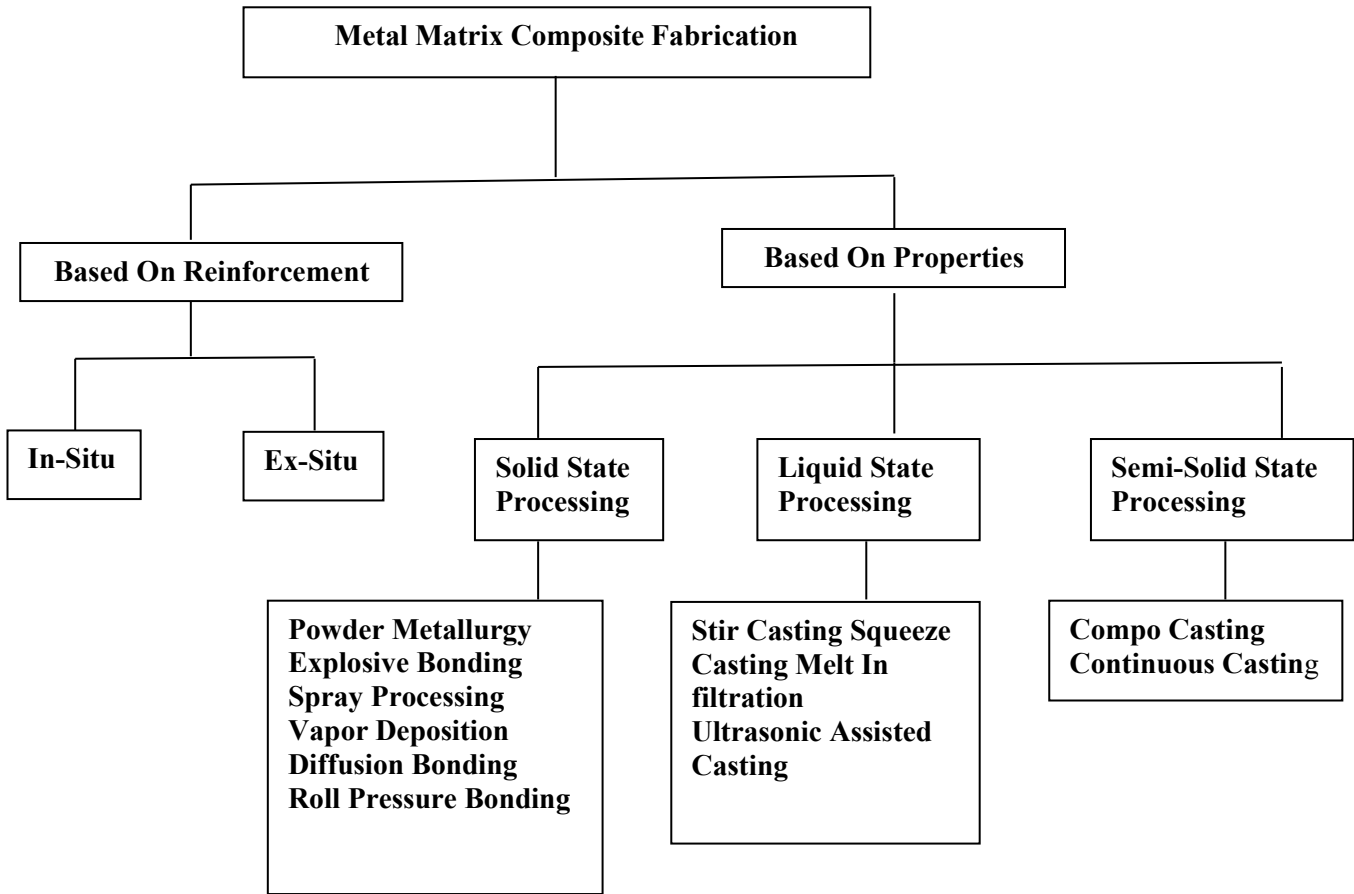 Metal Matrix Composite Fabrication
Based On Reinforcement
Based On Properties
In-Situ
Ex-Situ
Solid State
Processing
Liquid State
Processing
Semi-Solid State
Processing
Powder Metallurgy
Explosive Bonding
Spray Processing
Vapor Deposition
Diffusion Bonding
Roll Pressure Bonding
Stir Casting Squeeze
Casting Melt In
filtration
Ultrasonic Assisted
Casting
Compo Casting
Continuous Casting